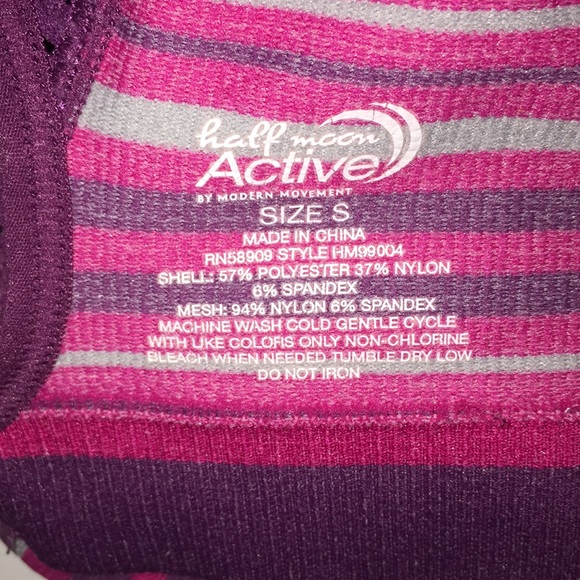 half moon
Active
BY MODERN MOVEMENT
SIZE S
MADE IN CHINA
RN58909 STYLE HM99004
SHELL: 57% POLYESTER 37% NYLON
6% SPANDEX
MESH: 94% NYLON 6% SPANDEX
MACHINE WASH COLD GENTLE CYCLE
WITH LIKE COLORS ONLY NON-CHLORINE
BLEACH WHEN NEEDED TUMBLE DRY LOW
DO NOT IRON